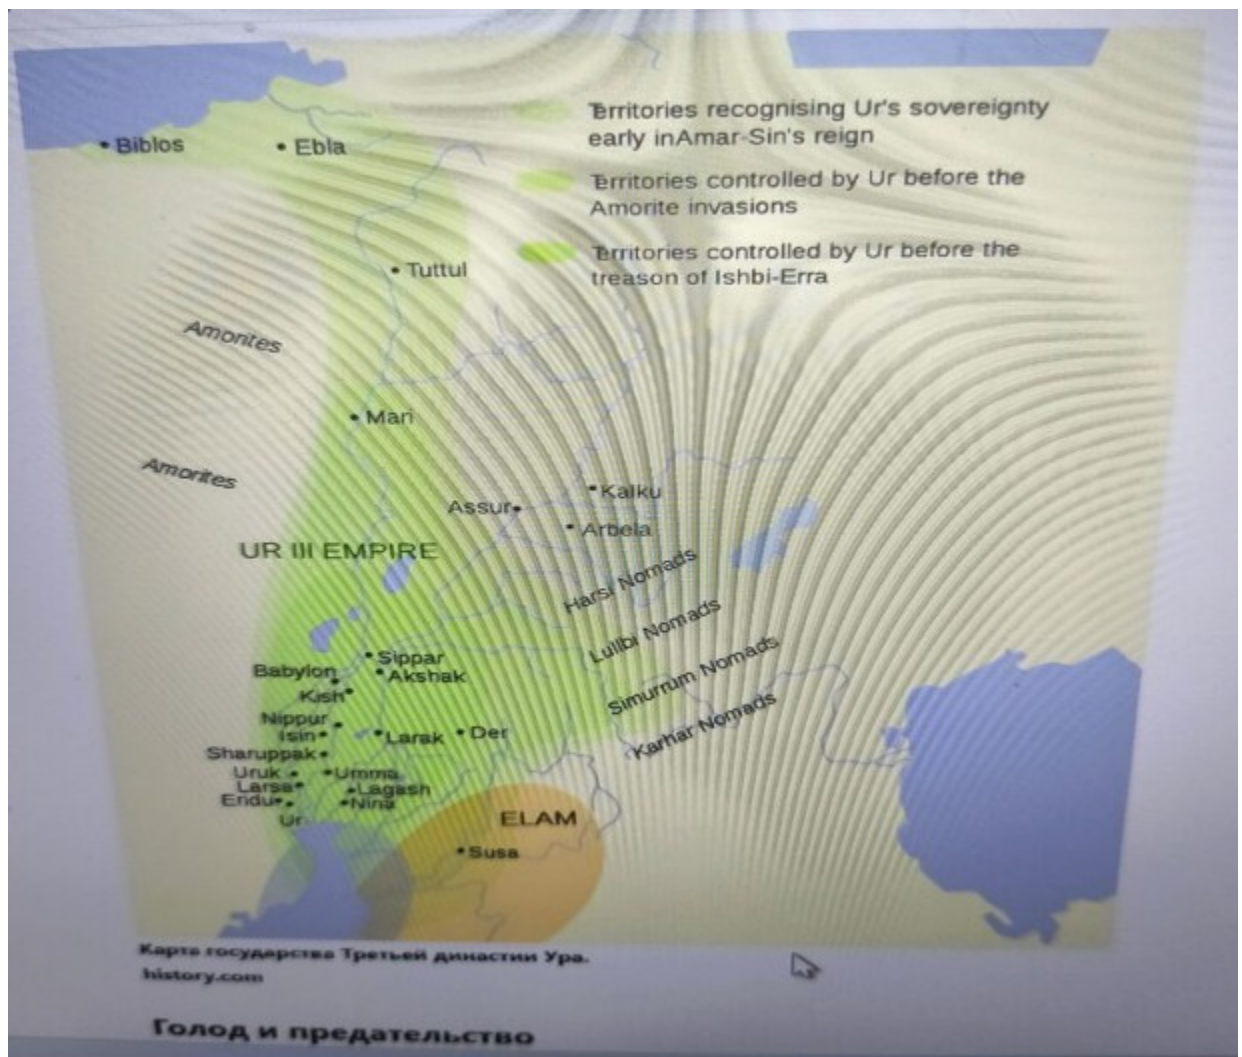 Territories recognising Ur's sovereignty
early inAmar-Sin's reign
Territories controlled by Ur before the
Amorite invasions
Territories controlled by Ur before the
treason of Ishbi-Erra
Biblos
Ebla
Tuttul
Amorites
Mari
Amorites
Kalku
Assur
Arbela
UR III EMPIRE
Harsi Nomads
Lullbi Nomads
Simurrum Nomads
Karhar Nomads
Sippar
Babylon
Akshak
Kish
Nippur
Isin
Larak
Der
Sharuppak
Uruk
Umma
Larsa
Lagash
Eridu
Nina
Ur
ELAM
Susa
Карта государства Третьей династии Ура.
history.com
Голод и предательство